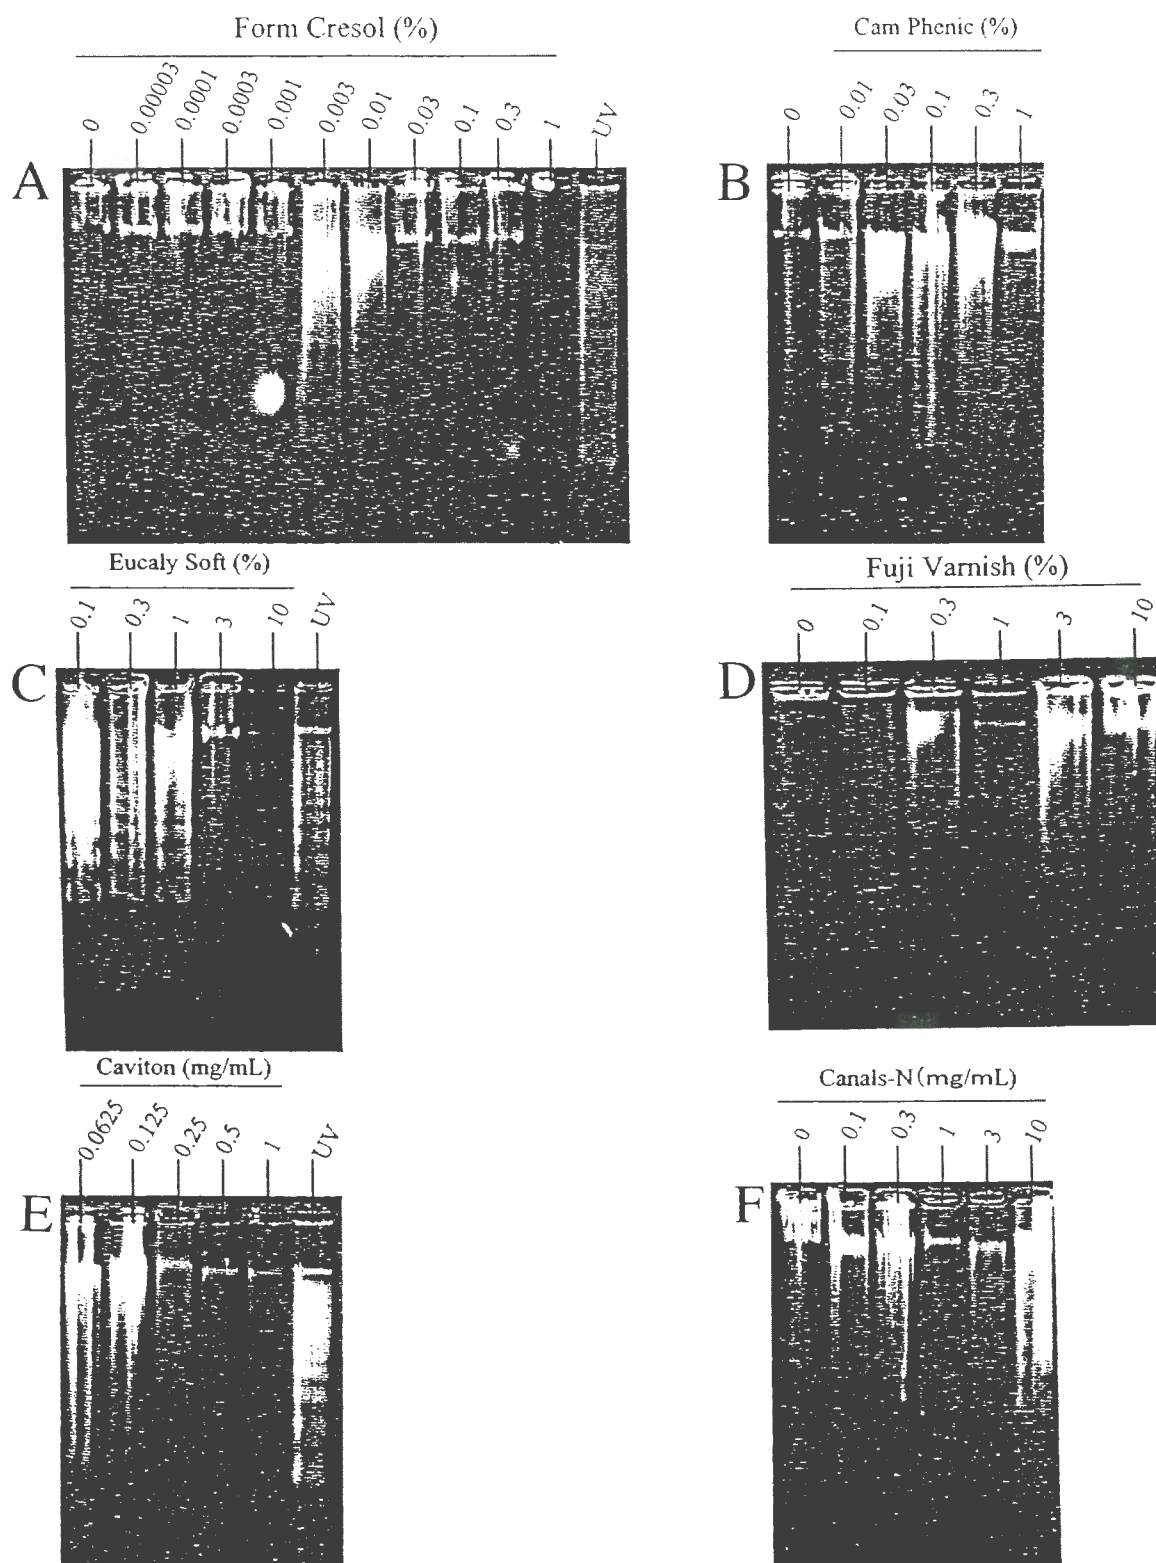 Form Cresol (%)
0 0.00003 0.0001 0.0003 0.001 0.003 0.01 0.03 0.1 0.3 1 UV
A
Cam Phenic (%)
0 0.01 0.03 0.1 0.3 1
B
Eucaly Soft (%)
0.1 0.3 1 3 10 UV
C
Fuji Varnish (%)
0 0.1 0.3 1 3 10
D
Caviton (mg/mL)
0.0625 0.125 0.25 0.5 1 UV
E
Canals-N(mg/mL)
0 0.1 0.3 1 3 10
F